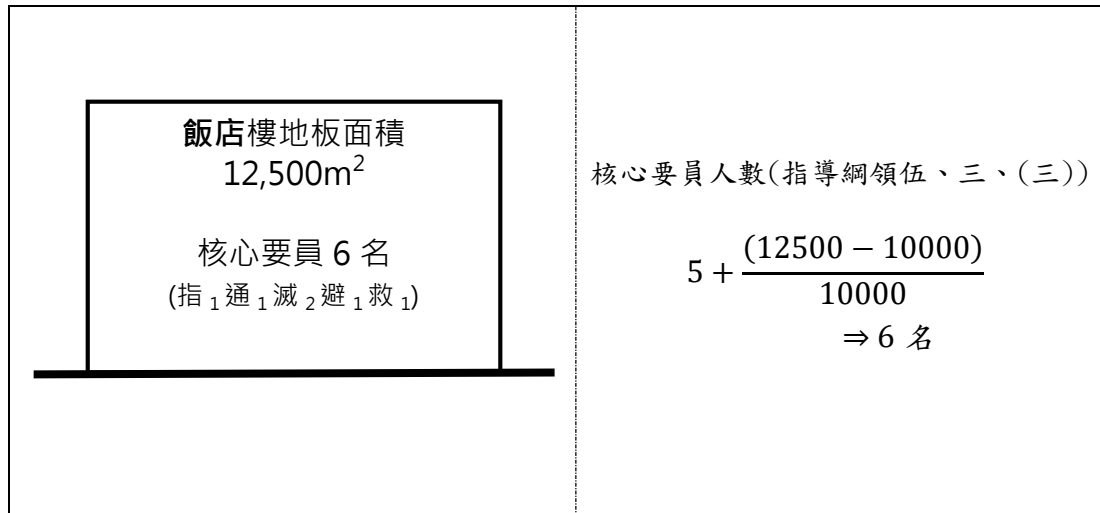 飯店樓地板面積
12,500m²
核心要員 6 名
(指₁通₁滅₂避₁救₁)
核心要員人數(指導綱領伍、三、(三))
5 + (12500 − 10000) / 10000
⇒ 6 名